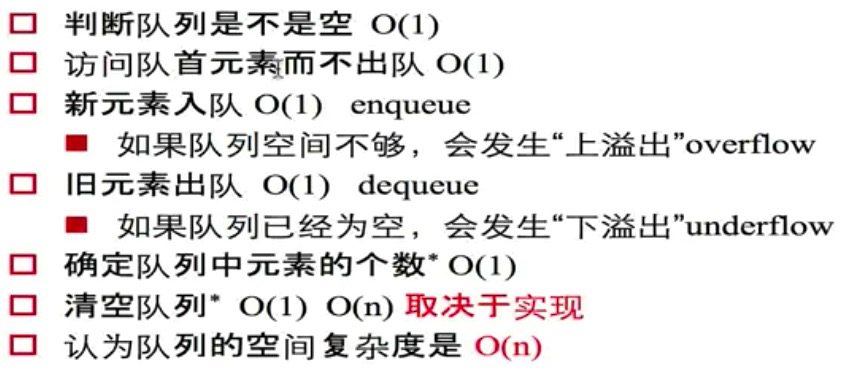 判断队列是不是空 O(1)
访问队首元素而不出队 O(1)
新元素入队 O(1) enqueue
如果队列空间不够，会发生“上溢出”overflow
旧元素出队 O(1) dequeue
如果队列已经为空，会发生“下溢出”underflow
确定队列中元素的个数* O(1)
清空队列* O(1) O(n) 取决于实现
认为队列的空间复杂度是 O(n)